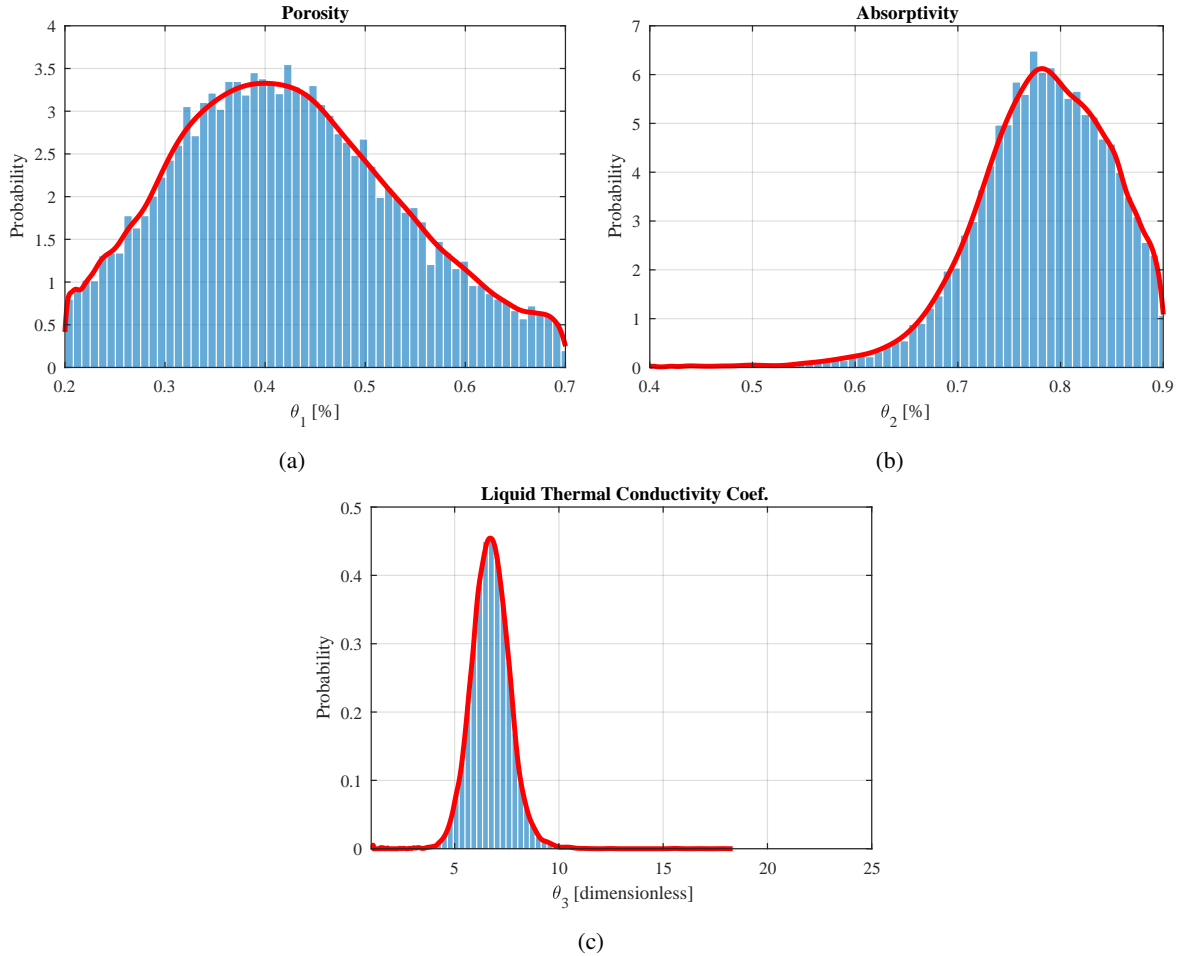 Porosity
4
3.5
3
2.5
2
1.5
1
0.5
0
Probability
0.2 0.3 0.4 0.5 0.6 0.7
θ1 [%]
(a)
Absorptivity
7
6
5
4
3
2
1
0
Probability
0.4 0.5 0.6 0.7 0.8 0.9
θ2 [%]
(b)
Liquid Thermal Conductivity Coef.
0.5
0.4
0.3
0.2
0.1
0
Probability
5 10 15 20 25
θ3 [dimensionless]
(c)